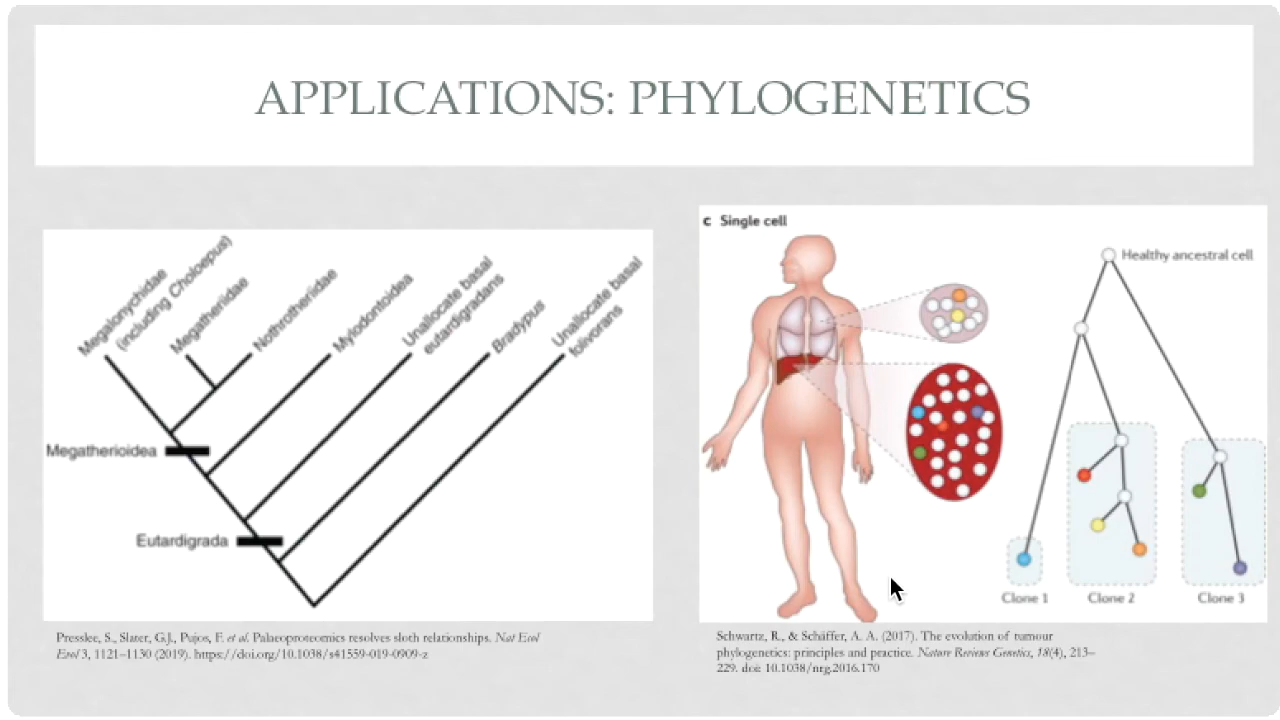 APPLICATIONS: PHYLOGENETICS
Megalonychidae
(including Choloepus)
Megatheriidae
Nothrotheriidae
Mylodontoidea
Unallocate basal
eutardigradans
Bradypus
Unallocate basal
folivorans
Megatherioidea
Eutardigrada
Presslee, S., Slater, G.J., Pujos, F. et al. Palaeoproteomics resolves sloth relationships. Nat Ecol
Evol 3, 1121–1130 (2019). https://doi.org/10.1038/s41559-019-0909-z
c Single cell
Healthy ancestral cell
Clone 1
Clone 2
Clone 3
Schwartz, R., & Schäffer, A. A. (2017). The evolution of tumour
phylogenetics: principles and practice. Nature Reviews Genetics, 18(4), 213–
229. doi: 10.1038/nrg.2016.170